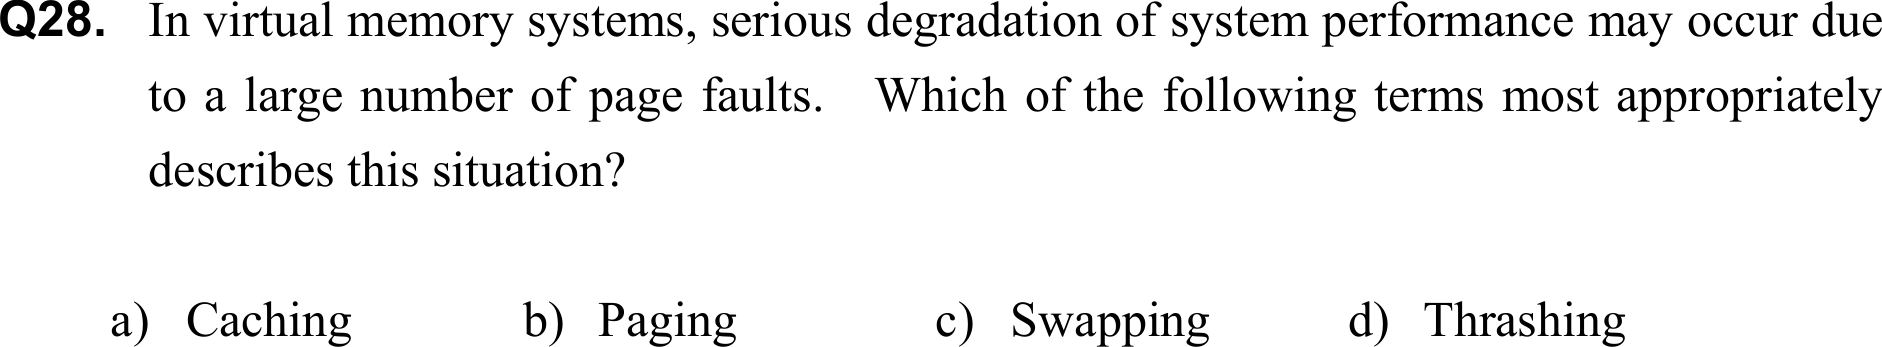 Q28. In virtual memory systems, serious degradation of system performance may occur due
to a large number of page faults. Which of the following terms most appropriately
describes this situation?
a) Caching b) Paging c) Swapping d) Thrashing